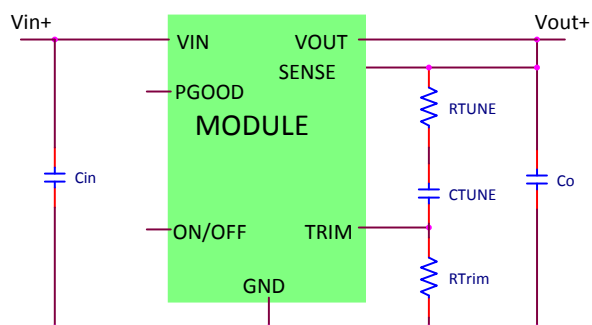 Vin+
Vout+
VIN
VOUT
SENSE
PGOOD
RTUNE
MODULE
Cin
CTUNE
Co
ON/OFF
TRIM
RTrim
GND